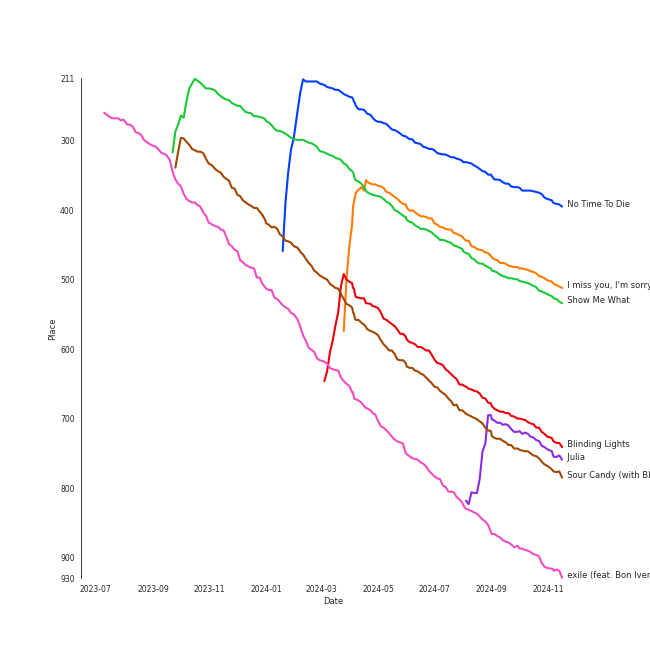 211
300
400
500
600
700
800
900
930
Place
2023-07
2023-09
2023-11
2024-01
2024-03
2024-05
2024-07
2024-09
2024-11
Date
No Time To Die
I miss you, I'm sorry
Show Me What
Blinding Lights
Julia
Sour Candy (with Bl
exile (feat. Bon Iver